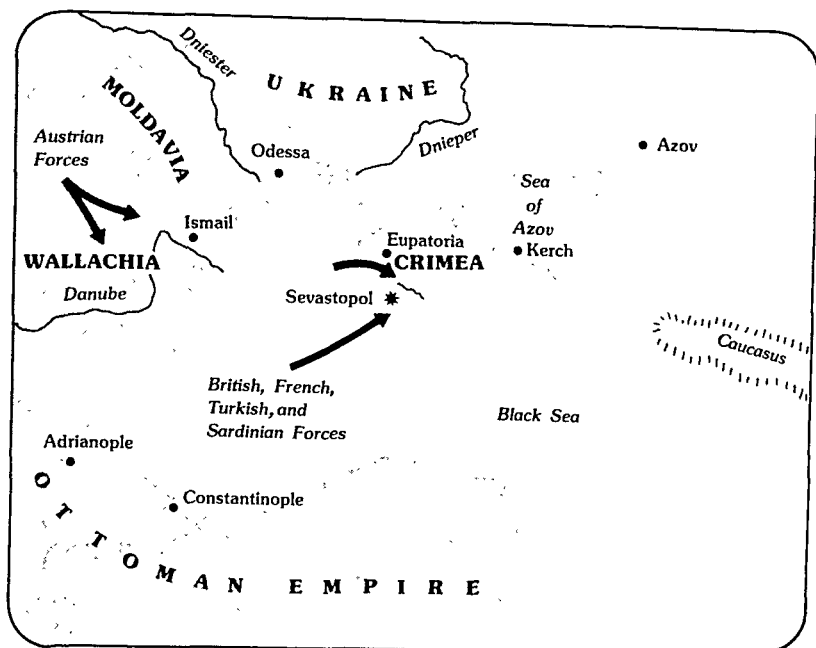 Dniester
UKRAINE
MOLDAVIA
Dnieper
Austrian
Forces
Odessa
Azov
Sea
of
Azov
Ismail
Eupatoria
Kerch
WALLACHIA
CRIMEA
Danube
Sevastopol
Caucasus
British, French,
Turkish, and
Sardinian Forces
Black Sea
Adrianople
Constantinople
OTTOMAN EMPIRE